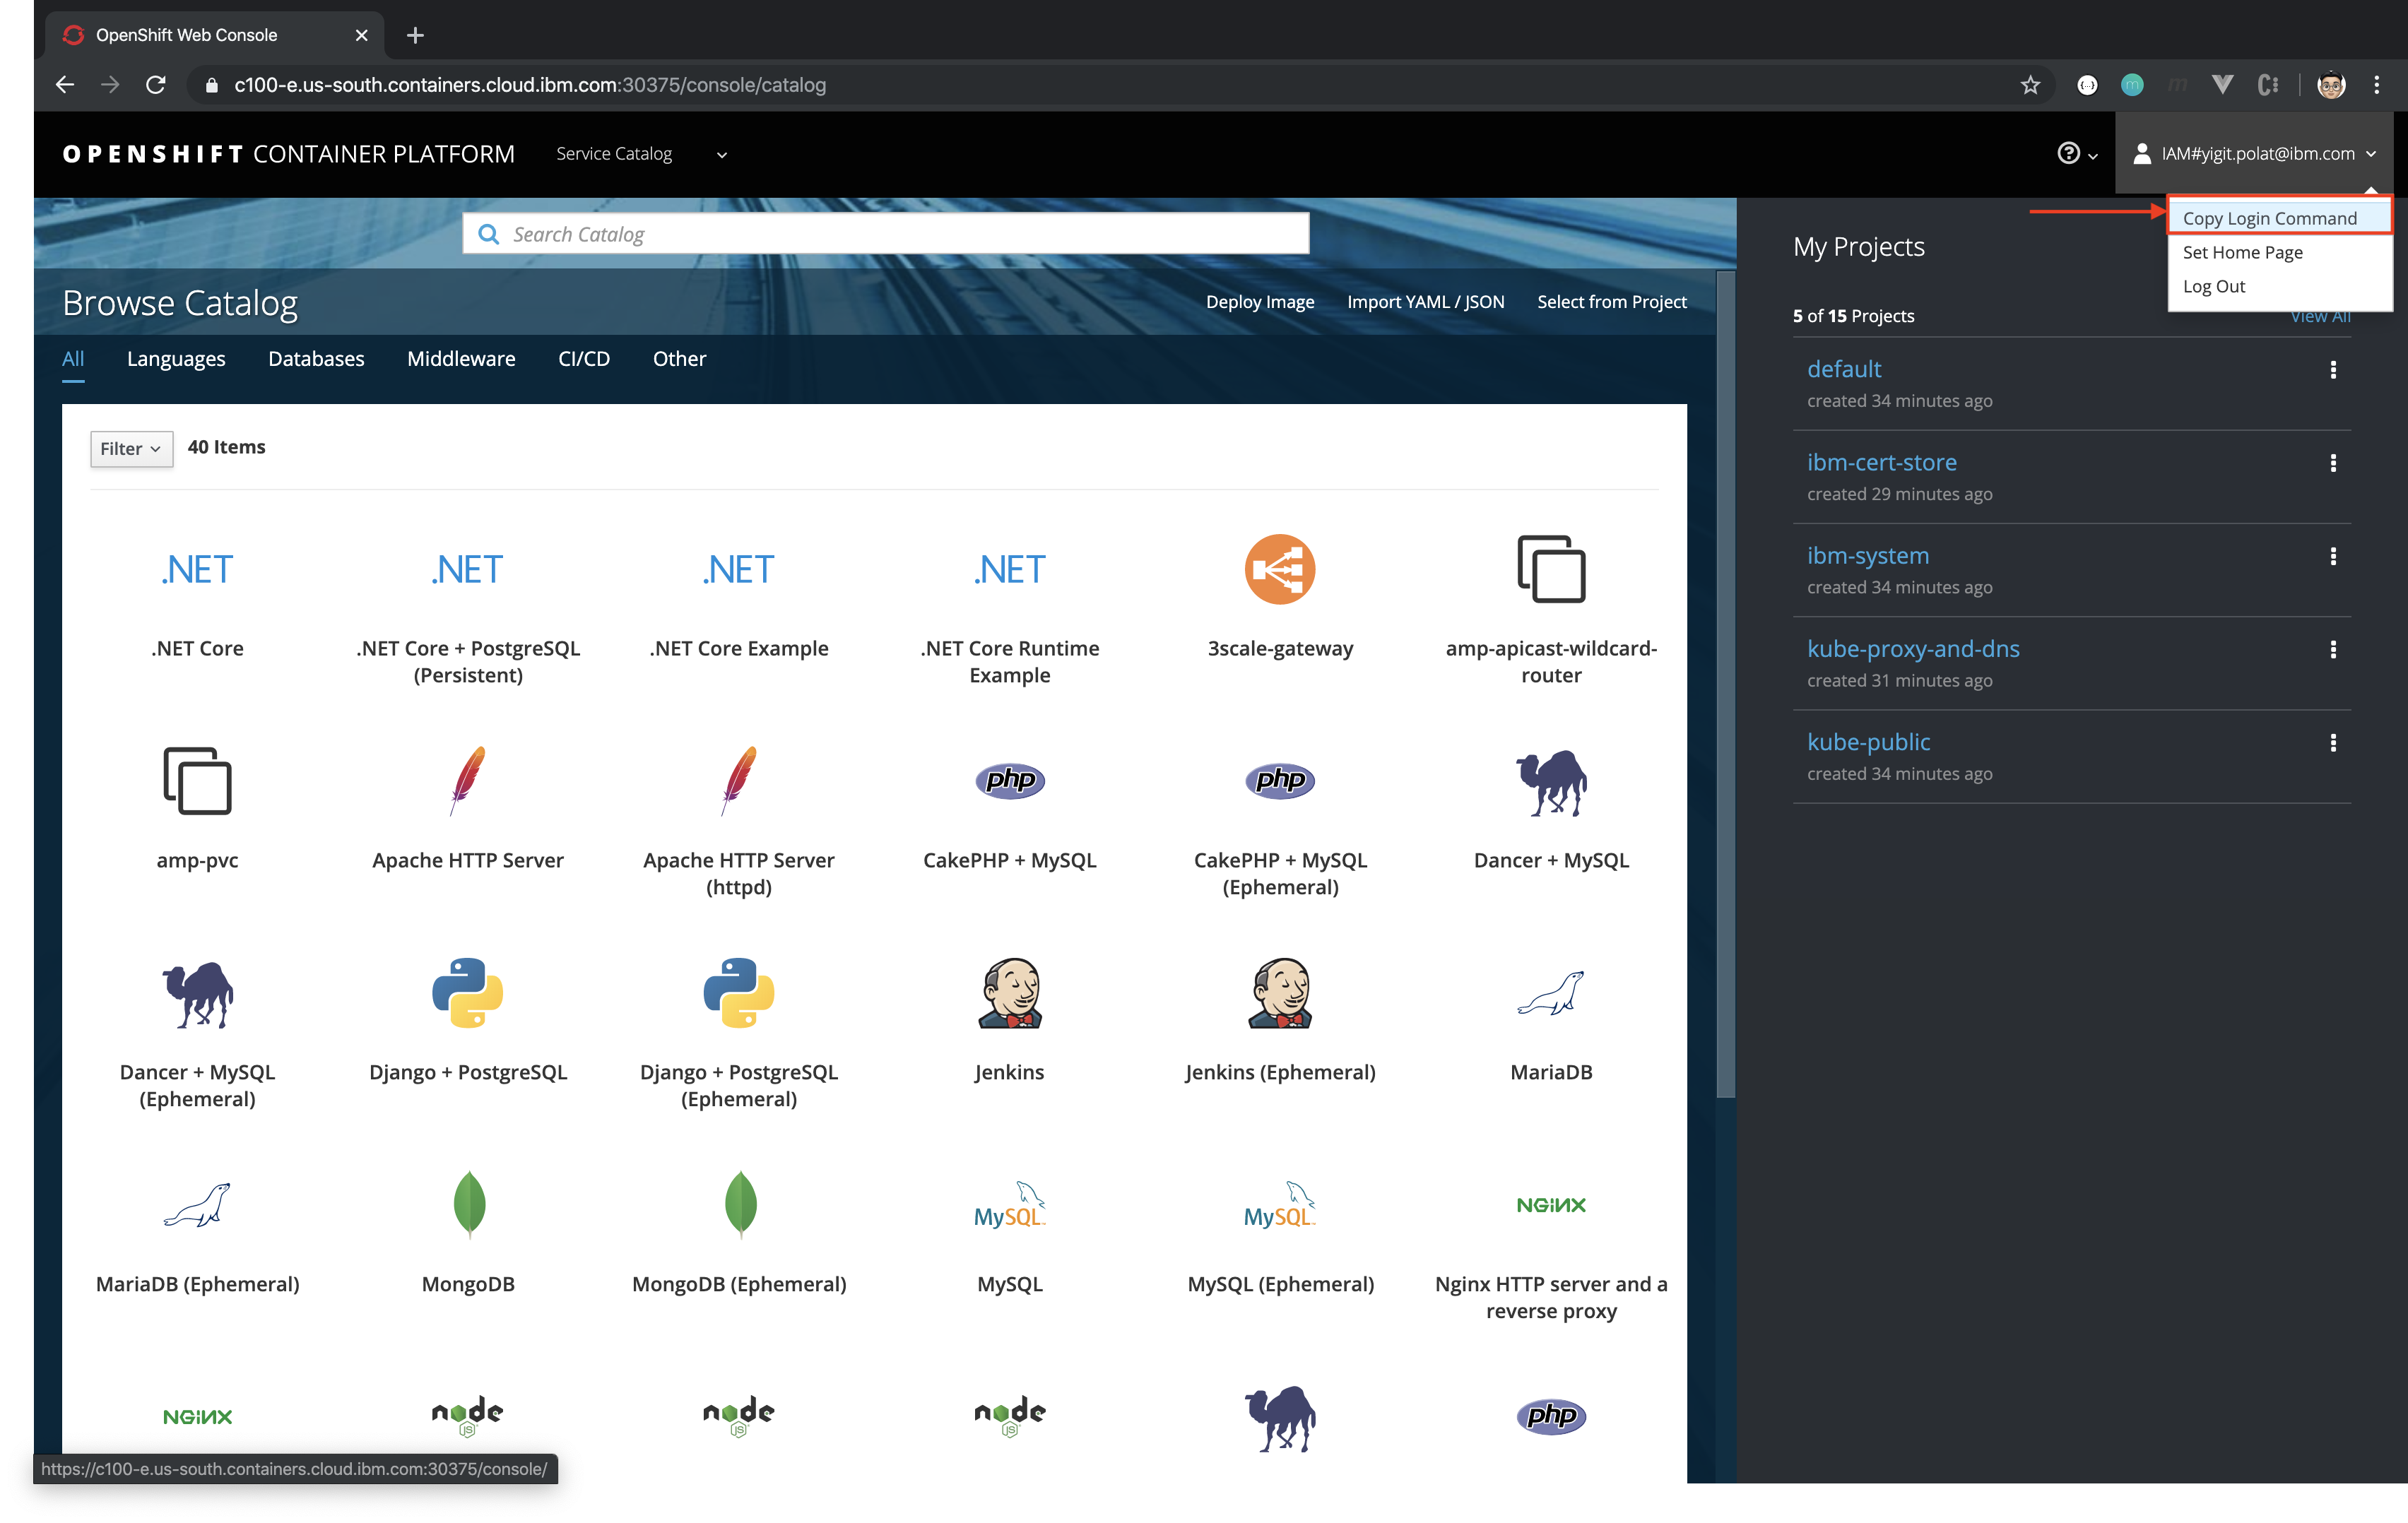 OpenShift Web Console
c100-e.us-south.containers.cloud.ibm.com:30375/console/catalog
OPENSHIFT CONTAINER PLATFORM
Service Catalog
IAM#yigit.polat@ibm.com
Copy Login Command
Set Home Page
Log Out
Search Catalog
My Projects
Browse Catalog
Deploy Image
Import YAML / JSON
Select from Project
5 of 15 Projects
View All
All
Languages
Databases
Middleware
CI/CD
Other
default
created 34 minutes ago
ibm-cert-store
created 29 minutes ago
ibm-system
created 34 minutes ago
kube-proxy-and-dns
created 31 minutes ago
kube-public
created 34 minutes ago
Filter
40 Items
.NET
.NET
.NET
.NET
.NET Core
.NET Core + PostgreSQL
(Persistent)
.NET Core Example
.NET Core Runtime
Example
3scale-gateway
amp-apicast-wildcard-
router
php
php
amp-pvc
Apache HTTP Server
Apache HTTP Server
(httpd)
CakePHP + MySQL
CakePHP + MySQL
(Ephemeral)
Dancer + MySQL
Dancer + MySQL
(Ephemeral)
Django + PostgreSQL
Django + PostgreSQL
(Ephemeral)
Jenkins
Jenkins (Ephemeral)
MariaDB
MySQL
MySQL
NGINX
MariaDB (Ephemeral)
MongoDB
MongoDB (Ephemeral)
MySQL
MySQL (Ephemeral)
Nginx HTTP server and a
reverse proxy
NGINX
node
JS
node
JS
node
JS
php
https://c100-e.us-south.containers.cloud.ibm.com:30375/console/